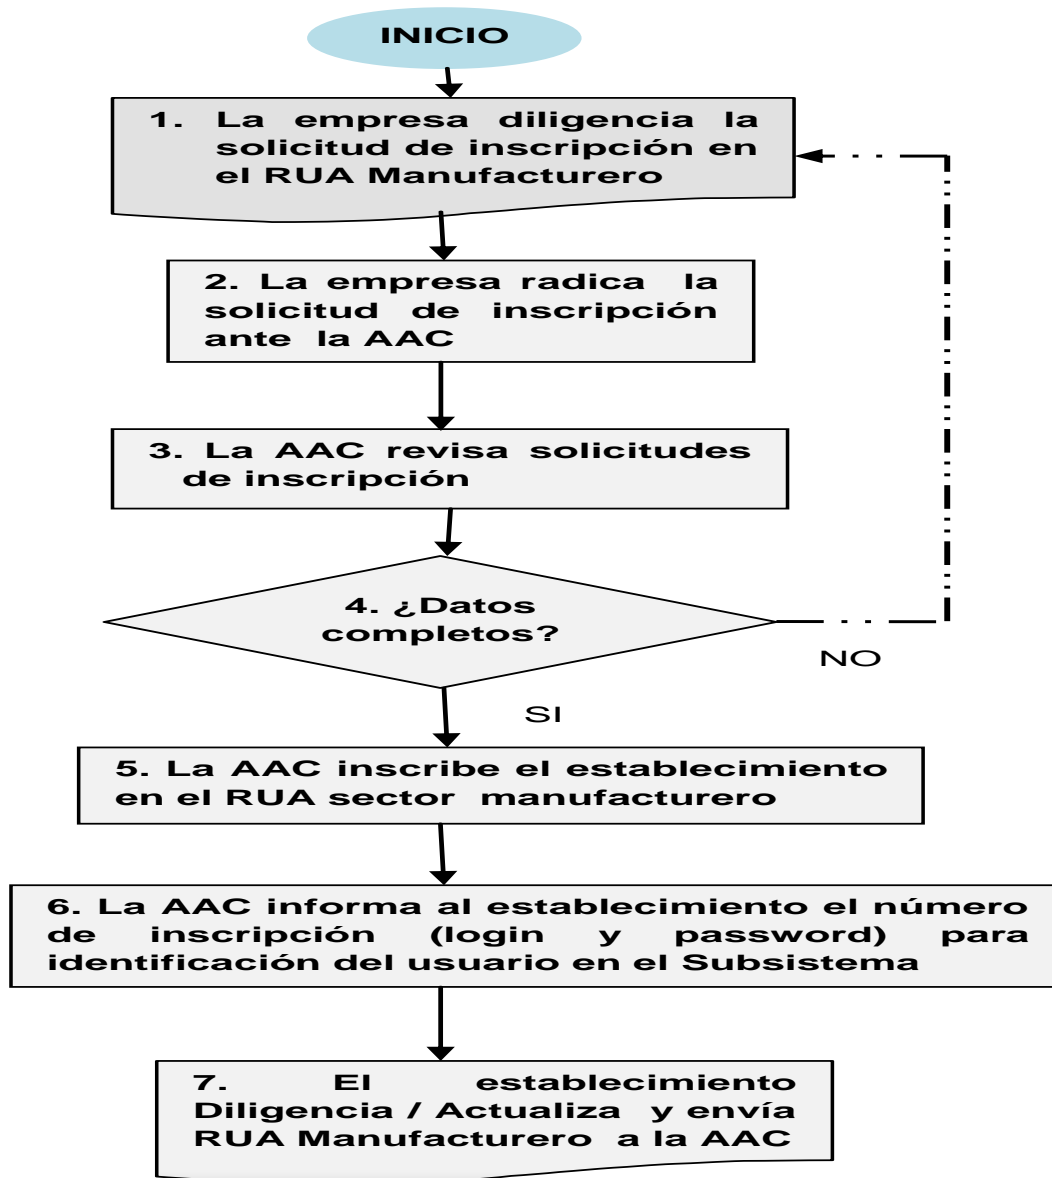 INICIO
1. La empresa diligencia la
solicitud de inscripción en
el RUA Manufacturero
2. La empresa radica la
solicitud de inscripción
ante la AAC
3. La AAC revisa solicitudes
de inscripción
4. ¿Datos
completos?
NO
SI
5. La AAC inscribe el establecimiento
en el RUA sector manufacturero
6. La AAC informa al establecimiento el número
de inscripción (login y password) para
identificación del usuario en el Subsistema
7. El establecimiento
Diligencia / Actualiza y envía
RUA Manufacturero a la AAC